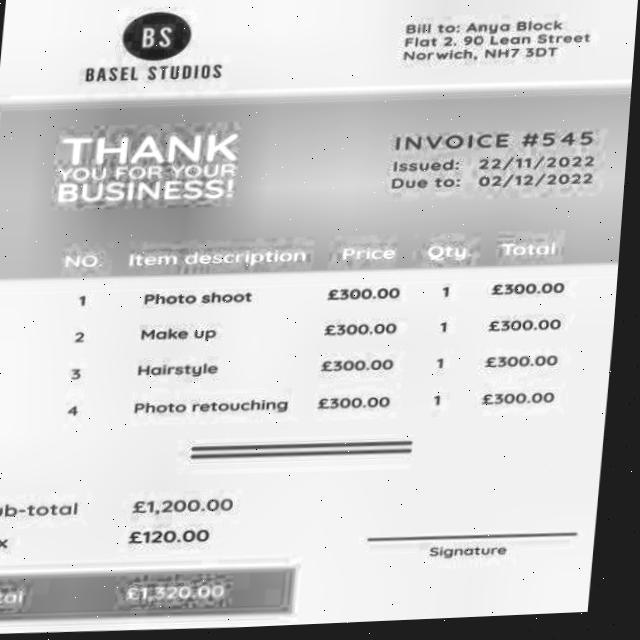 BS
BASEL STUDIOS
Bill to: Anya Block
Flat 2. 90 Lean Street
Norwich, NH7 3DT
THANK
YOU FOR YOUR
BUSINESS!
INVOICE #545
Issued: 22/11/2022
Due to: 02/12/2022
NO. Item description Price Qty. Total
1 Photo shoot £300.00 1 £300.00
2 Make up £300.00 1 £300.00
3 Hairstyle £300.00 1 £300.00
4 Photo retouching £300.00 1 £300.00
ub-total £1,200.00
x £120.00
Signature
tal £1,320.00